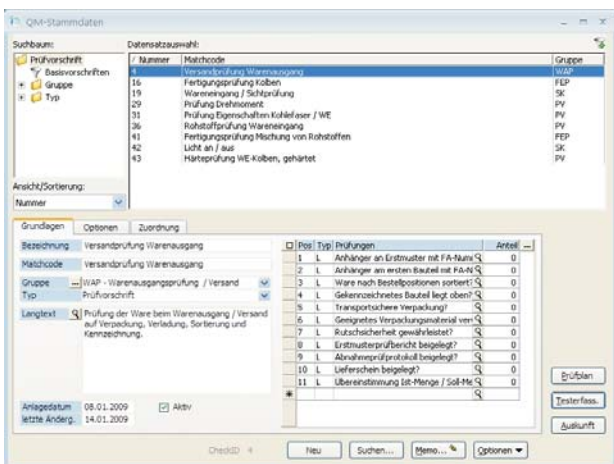 QM-Stammdaten
Suchbaum:
Datensatzauswahl:
Prüfvorschrift
Basisvorschriften
Gruppe
Typ
/ Nummer Matchcode Gruppe
4 Versandprüfung Warenausgang WAP
16 Fertigungsprüfung Kolben FEP
19 Wareneingang / Sichtprüfung SK
29 Prüfung Drehmoment PV
31 Prüfung Eigenschaften Kohlefaser / WE PV
36 Rohstoffprüfung Wareneingang PV
41 Fertigungsprüfung Mischung von Rohstoffen FEP
42 Licht an / aus SK
43 Härteprüfung WE-Kolben, gehärtet PV
Ansicht/Sortierung:
Nummer
Grundlagen Optionen Zuordnung
Bezeichnung Versandprüfung Warenausgang
Matchcode Versandprüfung Warenausgang
Gruppe ... WAP - Warenausgangsprüfung / Versand
Typ Prüfvorschrift
Langtext Prüfung der Ware beim Warenausgang / Versand
auf Verpackung, Verladung, Sortierung und
Kennzeichnung.
Anlagedatum 08.01.2009 Aktiv
letzte Änderg. 14.01.2009
Pos Typ Prüfungen Anteil ...
1 L Anhänger an Erstmuster mit FA-Num 0
2 L Anhänger am ersten Bauteil mit FA-N 0
3 L Ware nach Bestellpositionen sortiert? 0
4 L Gekennzeichnetes Bauteil liegt oben? 0
5 L Transportsichere Verpackung? 0
6 L Geeignetes Verpackungsmaterial ver 0
7 L Rutschsicherheit gewährleistet? 0
8 L Erstmusterprüfbericht beigelegt? 0
9 L Abnahmeprüfprotokoll beigelegt? 0
10 L Lieferschein beigelegt? 0
11 L Übereinstimmung Ist-Menge / Soll-Me 0
Prüfplan
Testerfass.
Auskunft
CheckID 4
Neu
Suchen...
Memo...
Optionen